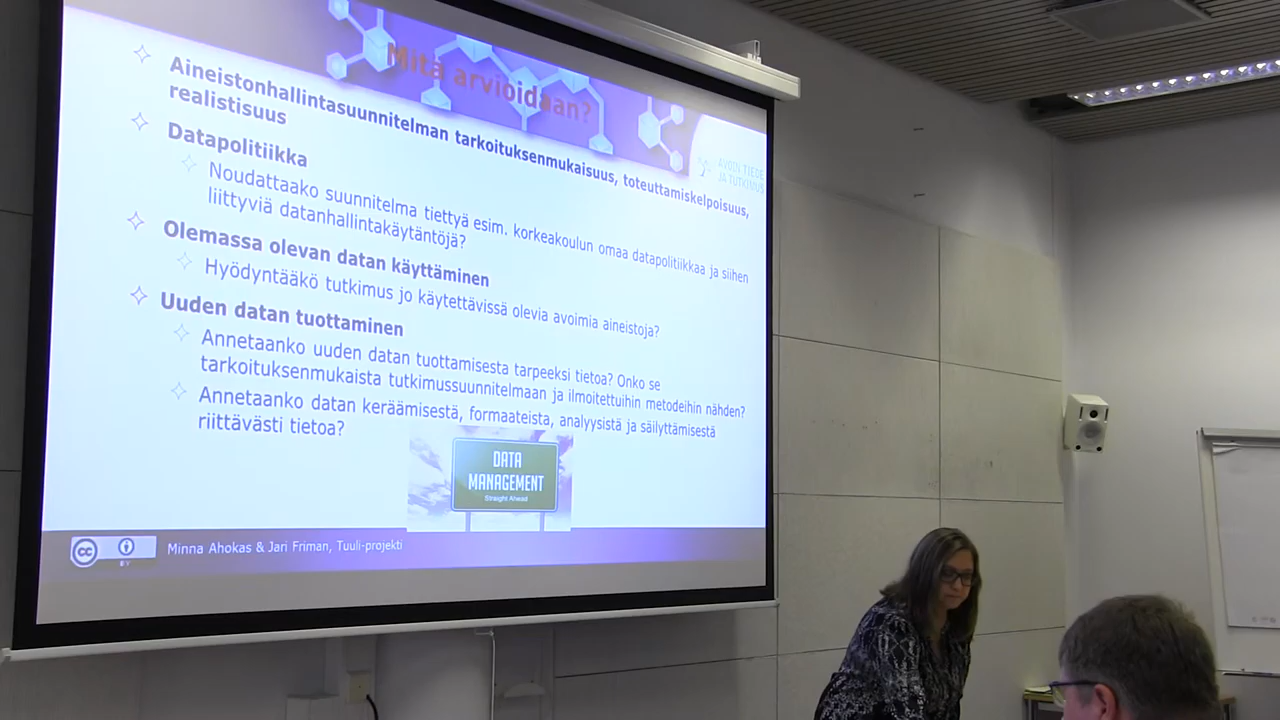 Mitä arvioidaan?
Aineistonhallintasuunnitelman tarkoituksenmukaisuus, toteuttamiskelpoisuus,
realistisuus
AVOIN TIEDE
JA TUTKIMUS
Datapolitiikka
Noudattaako suunnitelma tiettyä esim. korkeakoulun omaa datapolitiikkaa ja siihen
liittyviä datanhallintakäytäntöjä?
Olemassa olevan datan käyttäminen
Hyödyntääkö tutkimus jo käytettävissä olevia avoimia aineistoja?
Uuden datan tuottaminen
Annetaanko uuden datan tuottamisesta tarpeeksi tietoa? Onko se
tarkoituksenmukaista tutkimussuunnitelmaan ja ilmoitettuihin metodeihin nähden?
Annetaanko datan keräämisestä, formaateista, analyysistä ja säilyttämisestä
riittävästi tietoa?
DATA
MANAGEMENT
Straight Ahead
cc
BY
Minna Ahokas & Jari Friman, Tuuli-projekti